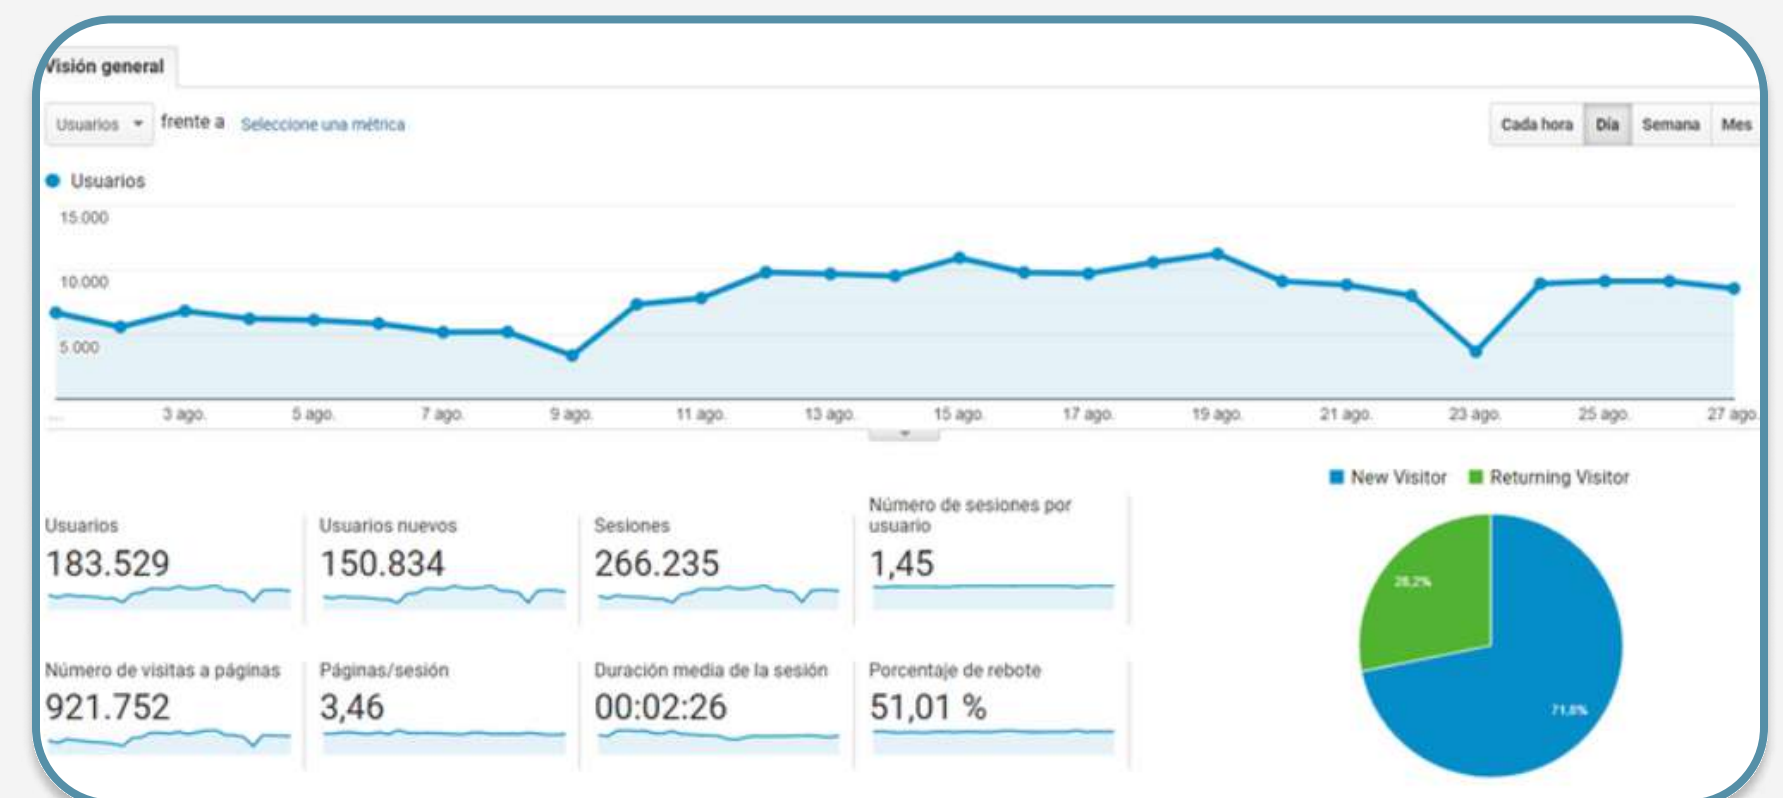 Visión general
Usuarios frente a Seleccione una métrica
Cada hora Día Semana Mes
Usuarios
15.000
10.000
5.000
... 3 ago. 5 ago. 7 ago. 9 ago. 11 ago. 13 ago. 15 ago. 17 ago. 19 ago. 21 ago. 23 ago. 25 ago. 27 ago.
New Visitor Returning Visitor
Usuarios
183.529
Usuarios nuevos
150.834
Sesiones
266.235
Número de sesiones por
usuario
1,45
Número de visitas a páginas
921.752
Páginas/sesión
3,46
Duración media de la sesión
00:02:26
Porcentaje de rebote
51,01 %
28,2%
71,8%